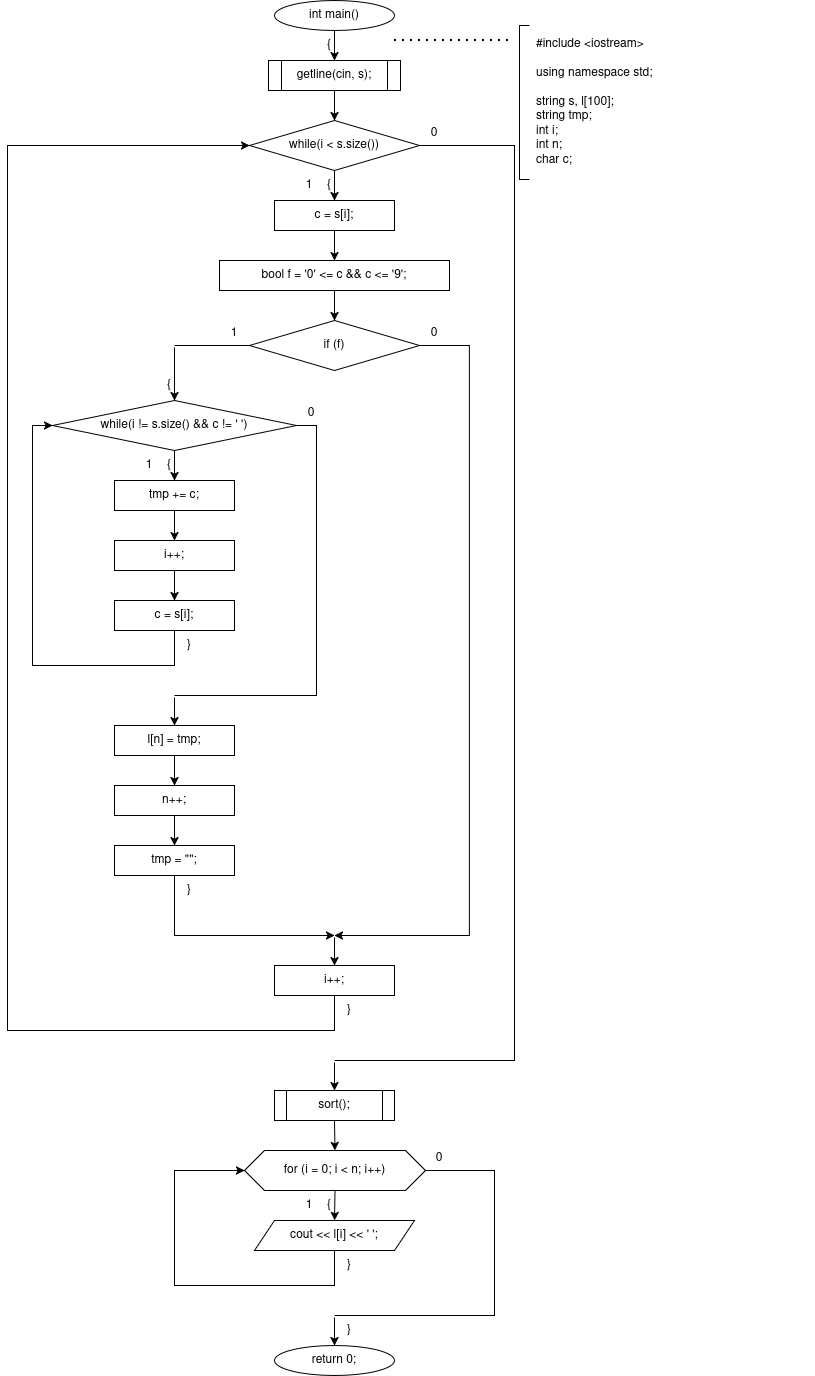 int main()
{
#include <iostream>
using namespace std;
string s, l[100];
string tmp;
int i;
int n;
char c;
getline(cin, s);
while(i < s.size())
0
1 {
c = s[i];
bool f = '0' <= c && c <= '9';
if (f)
1
0
{
while(i != s.size() && c != ' ')
0
1 {
tmp += c;
i++;
c = s[i];
}
l[n] = tmp;
n++;
tmp = "";
}
i++;
}
sort();
for (i = 0; i < n; i++)
0
1 {
cout << l[i] << ' ';
}
}
return 0;